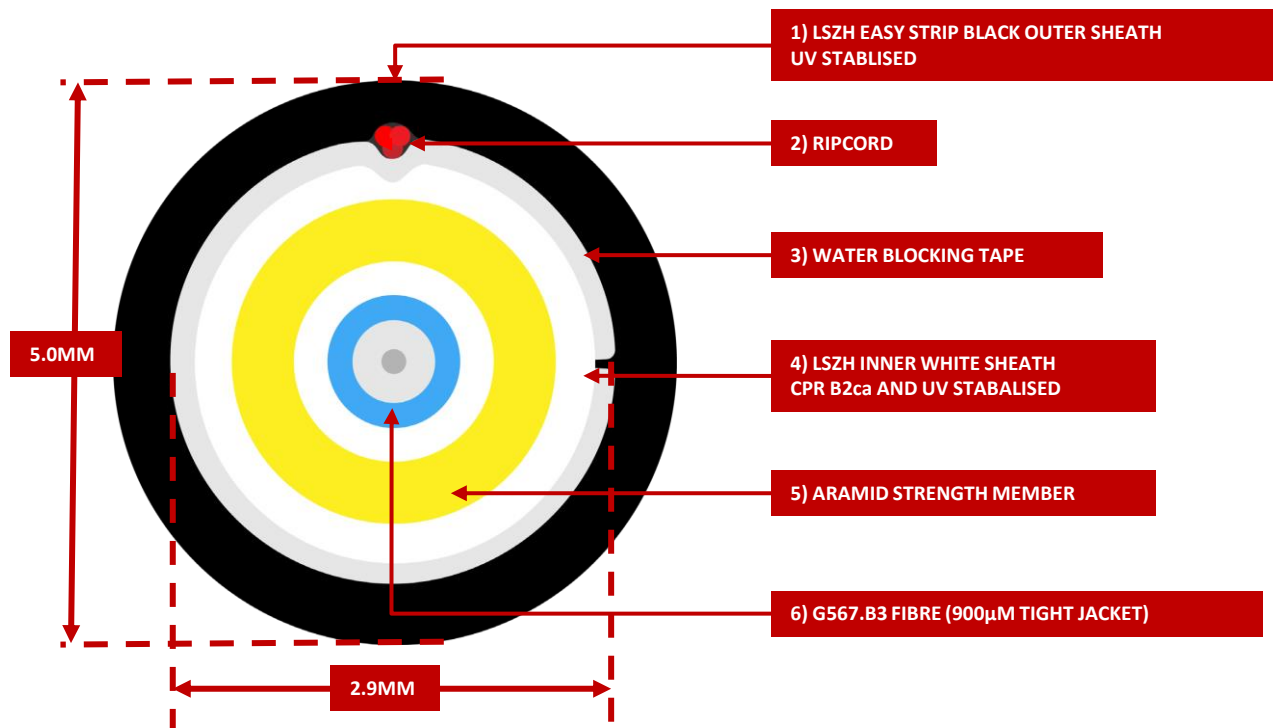 1) LSZH EASY STRIP BLACK OUTER SHEATH
UV STABLISED
2) RIPCORD
3) WATER BLOCKING TAPE
5.0MM
4) LSZH INNER WHITE SHEATH
CPR B2ca AND UV STABALISED
5) ARAMID STRENGTH MEMBER
6) G567.B3 FIBRE (900µM TIGHT JACKET)
2.9MM